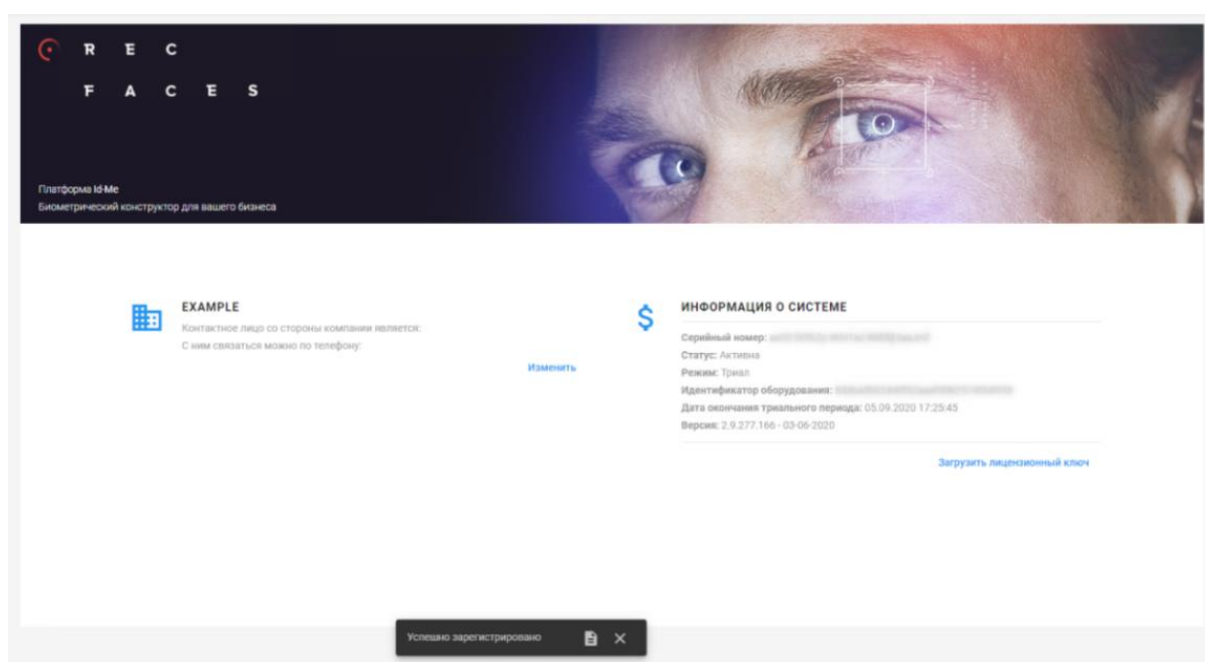 REC
FACES
Платформа Id-Me
Биометрический конструктор для вашего бизнеса
EXAMPLE
Контактное лицо со стороны компании является:
С ним связаться можно по телефону:
Изменить
ИНФОРМАЦИЯ О СИСТЕМЕ
Серийный номер:
Статус: Активна
Режим: Триал
Идентификатор оборудования:
Дата окончания триального периода: 05.09.2020 17:25:45
Версия: 2.9.277.166 - 03-06-2020
Загрузить лицензионный ключ
Успешно зарегистрировано